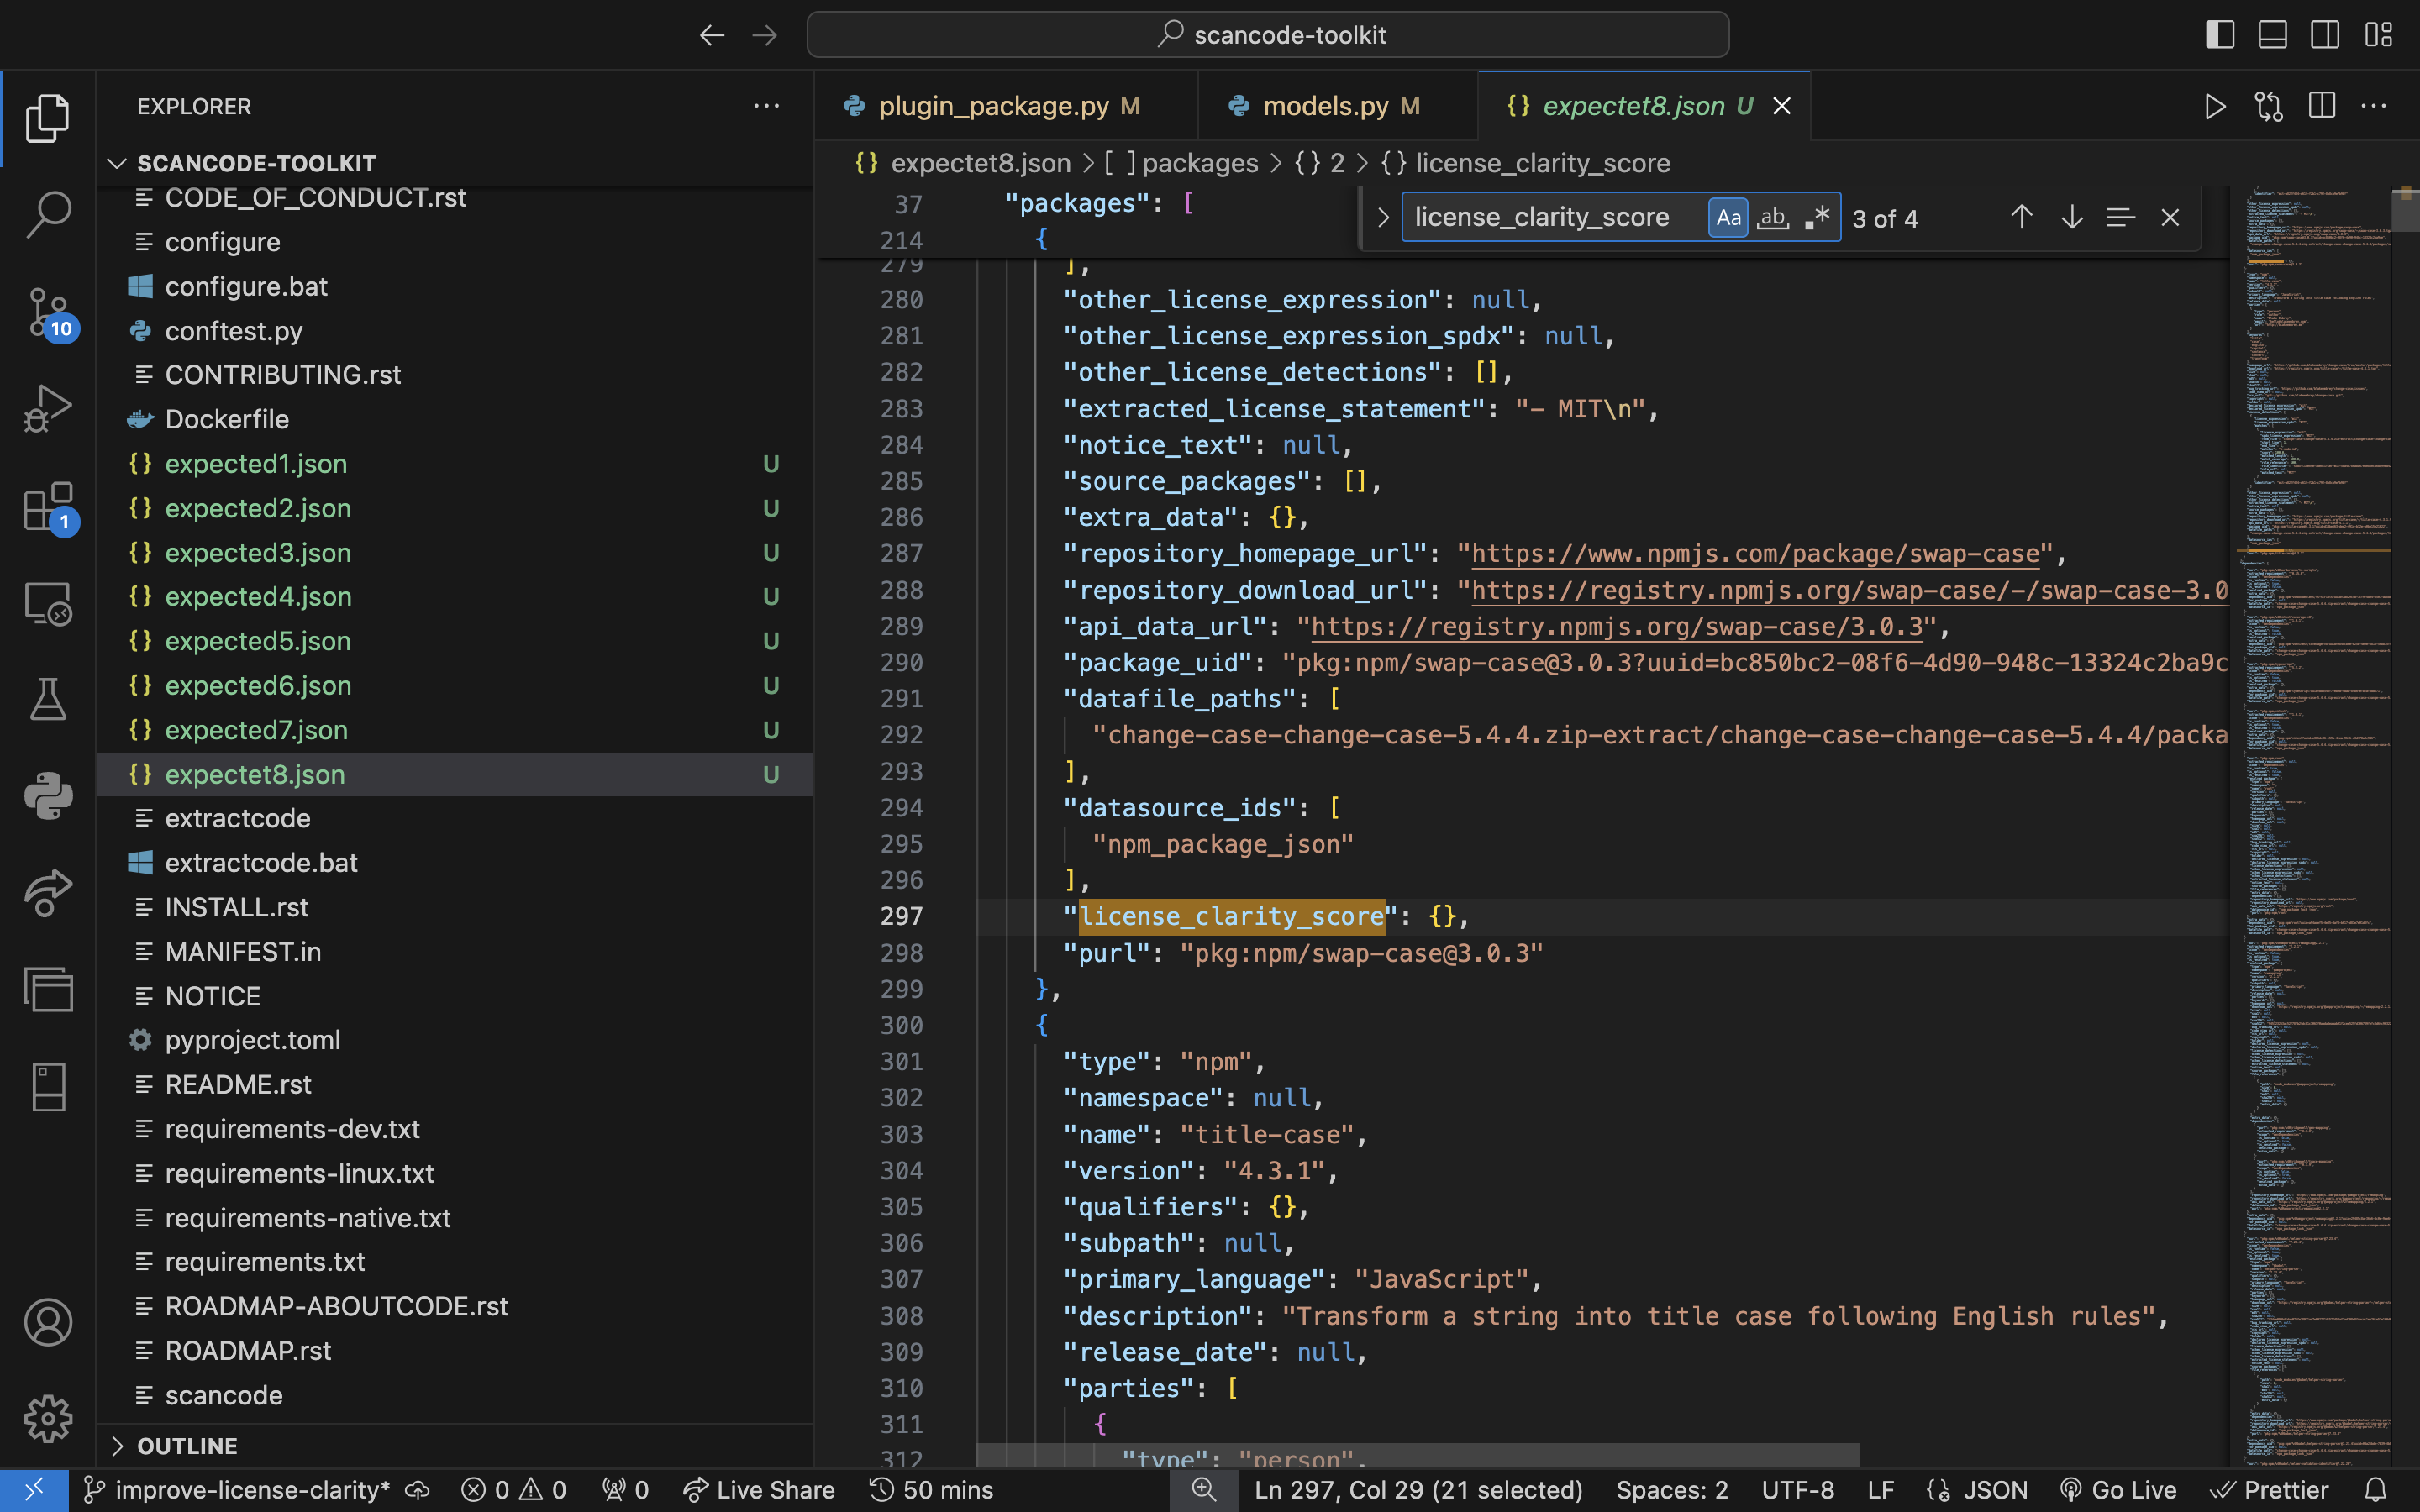 scancode-toolkit
EXPLORER
SCANCODE-TOOLKIT
CODE_OF_CONDUCT.rst
configure
configure.bat
conftest.py
CONTRIBUTING.rst
Dockerfile
expected1.json U
expected2.json U
expected3.json U
expected4.json U
expected5.json U
expected6.json U
expected7.json U
expectet8.json U
extractcode
extractcode.bat
INSTALL.rst
MANIFEST.in
NOTICE
pyproject.toml
README.rst
requirements-dev.txt
requirements-linux.txt
requirements-native.txt
requirements.txt
ROADMAP-ABOUTCODE.rst
ROADMAP.rst
scancode
OUTLINE
10
1
plugin_package.py M
models.py M
{} expectet8.json U
{} expectet8.json > [ ] packages > {} 2 > {} license_clarity_score
license_clarity_score Aa ab .* 3 of 4
37 "packages": [
214 {
279 ],
280 "other_license_expression": null,
281 "other_license_expression_spdx": null,
282 "other_license_detections": [],
283 "extracted_license_statement": "- MIT\n",
284 "notice_text": null,
285 "source_packages": [],
286 "extra_data": {},
287 "repository_homepage_url": "https://www.npmjs.com/package/swap-case",
288 "repository_download_url": "https://registry.npmjs.org/swap-case/-/swap-case-3.0
289 "api_data_url": "https://registry.npmjs.org/swap-case/3.0.3",
290 "package_uid": "pkg:npm/swap-case@3.0.3?uuid=bc850bc2-08f6-4d90-948c-13324c2ba9c
291 "datafile_paths": [
292 "change-case-change-case-5.4.4.zip-extract/change-case-change-case-5.4.4/packa
293 ],
294 "datasource_ids": [
295 "npm_package_json"
296 ],
297 "license_clarity_score": {},
298 "purl": "pkg:npm/swap-case@3.0.3"
299 },
300 {
301 "type": "npm",
302 "namespace": null,
303 "name": "title-case",
304 "version": "4.3.1",
305 "qualifiers": {},
306 "subpath": null,
307 "primary_language": "JavaScript",
308 "description": "Transform a string into title case following English rules",
309 "release_date": null,
310 "parties": [
311 {
312 "type": "person",
improve-license-clarity* 0 0 0 Live Share 50 mins Ln 297, Col 29 (21 selected) Spaces: 2 UTF-8 LF {} JSON Go Live Prettier